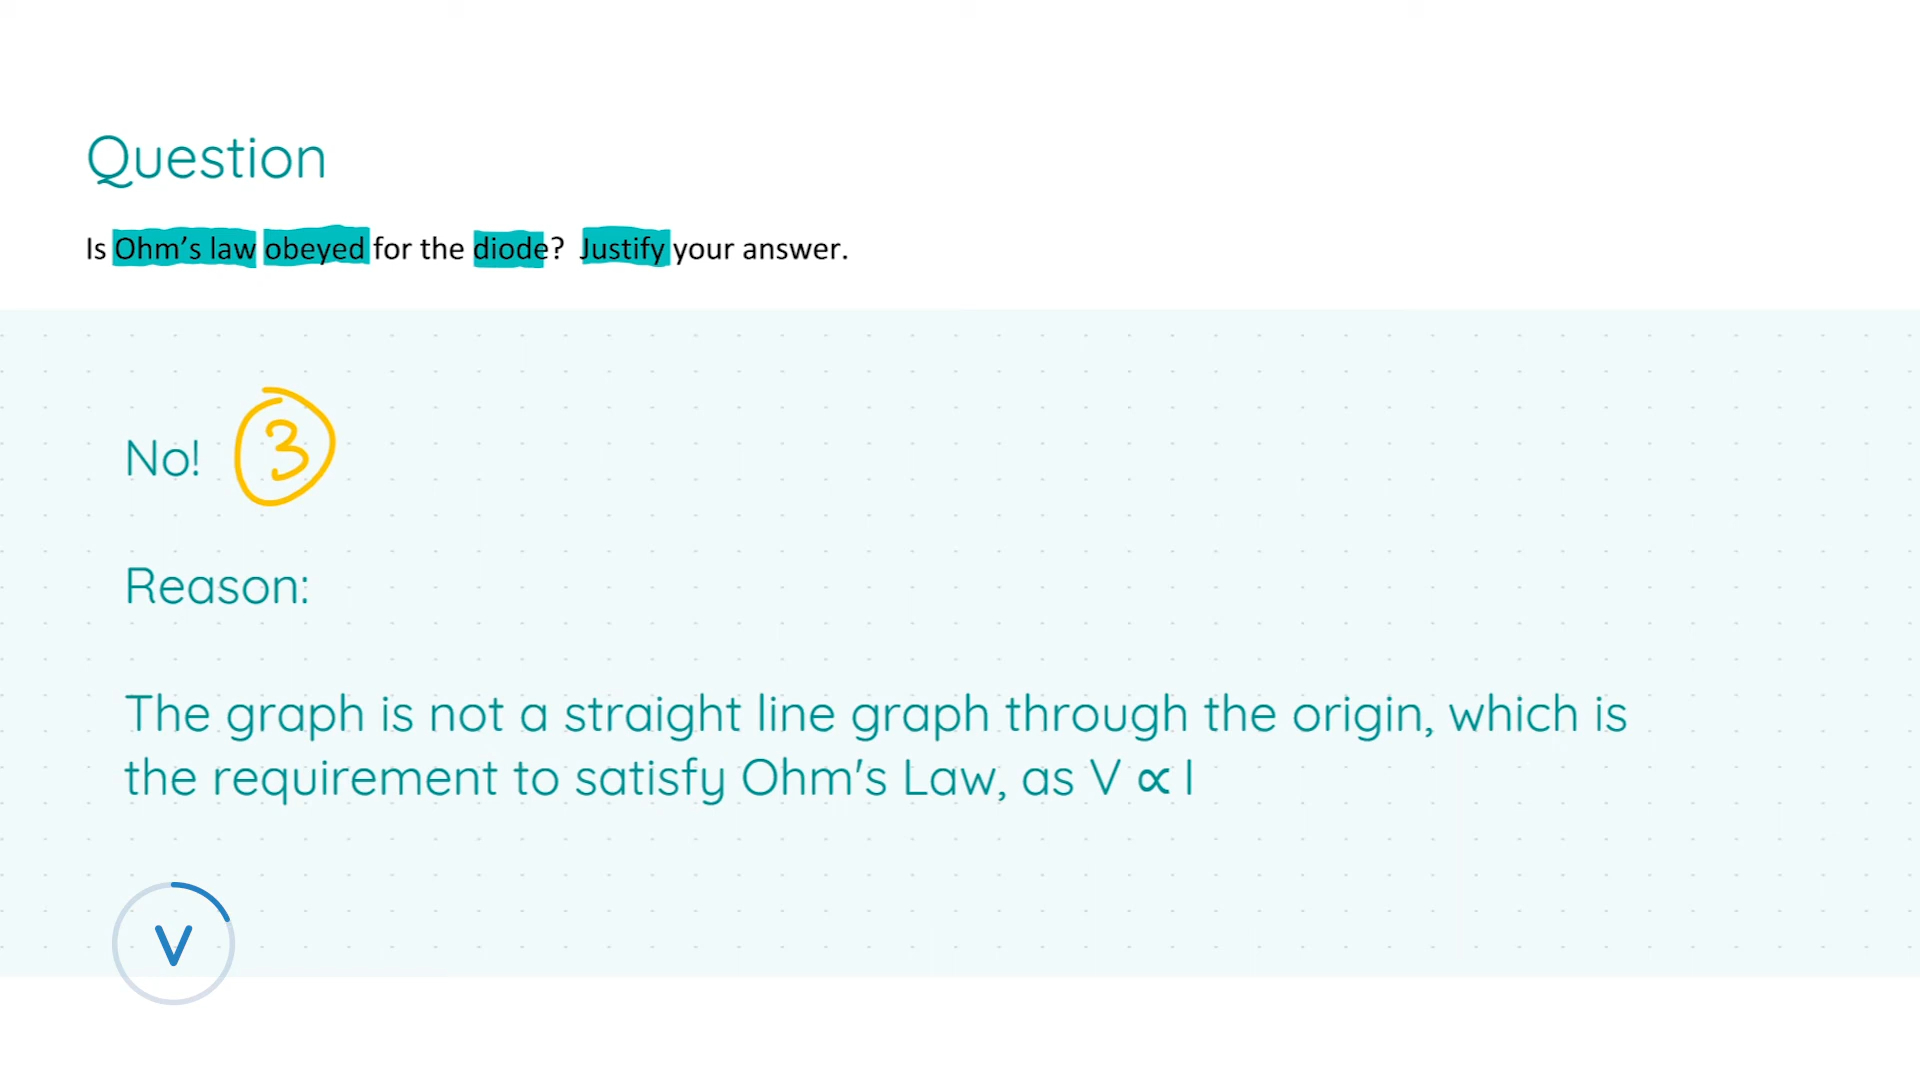 Question
Is Ohm's law obeyed for the diode? Justify your answer.
No! 3
Reason:
The graph is not a straight line graph through the origin, which is
the requirement to satisfy Ohm's Law, as V ∝ I
V